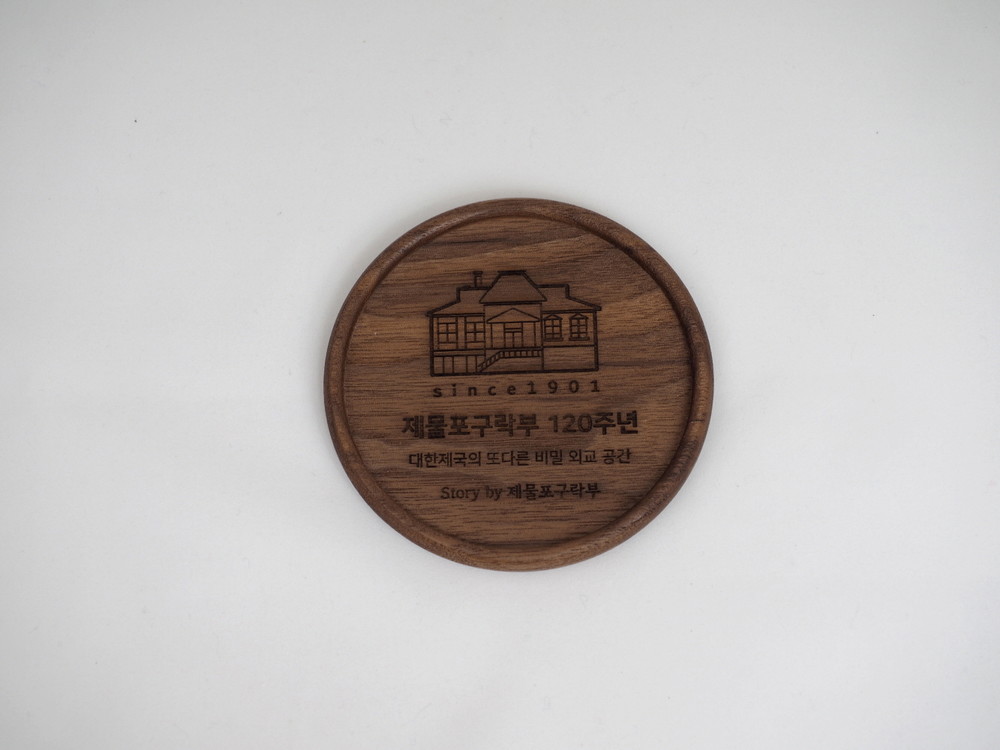 since1901
제물포구락부 120주년
대한제국의 또다른 비밀 외교 공간
Story by 제물포구락부